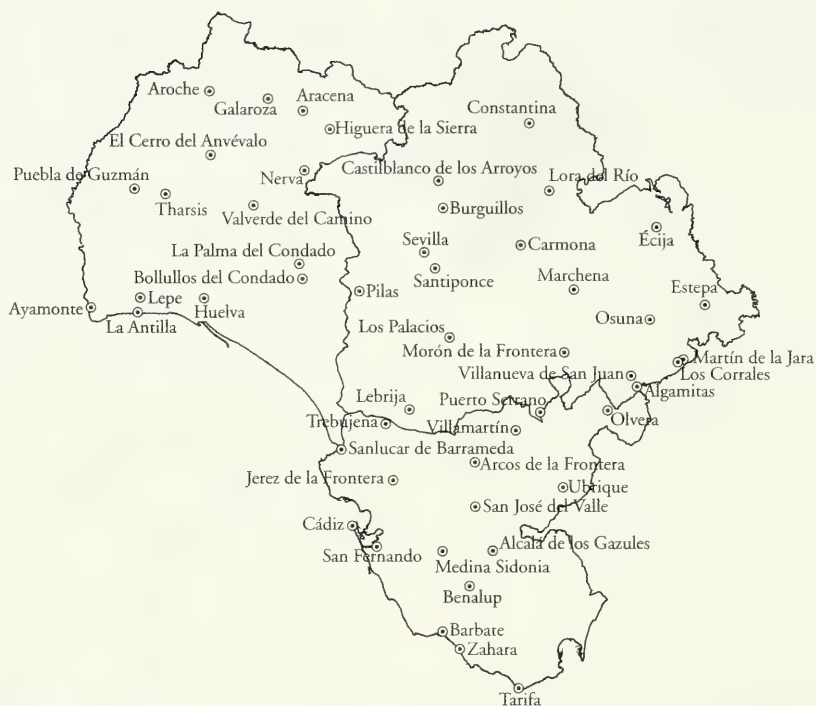 Aroche
Galaroza
Aracena
Constantina
Higuera de la Sierra
El Cerro del Anvévalo
Puebla de Guzmán
Nerva
Castilblanco de los Arroyos
Lora del Río
Tharsis
Valverde del Camino
Burguillos
Écija
La Palma del Condado
Sevilla
Carmona
Bollullos del Condado
Santiponce
Marchena
Pilas
Estepa
Ayamonte
Lepe
Huelva
La Antilla
Osuna
Los Palacios
Morón de la Frontera
Martín de la Jara
Los Corrales
Villanueva de San Juan
Algamitas
Lebrija
Puerto Serrano
Olvera
Trebujena
Villamartín
Sanlucar de Barrameda
Arcos de la Frontera
Jerez de la Frontera
Ubrique
San José del Valle
Cádiz
San Fernando
Alcalá de los Gazules
Medina Sidonia
Benalup
Barbate
Zahara
Tarifa